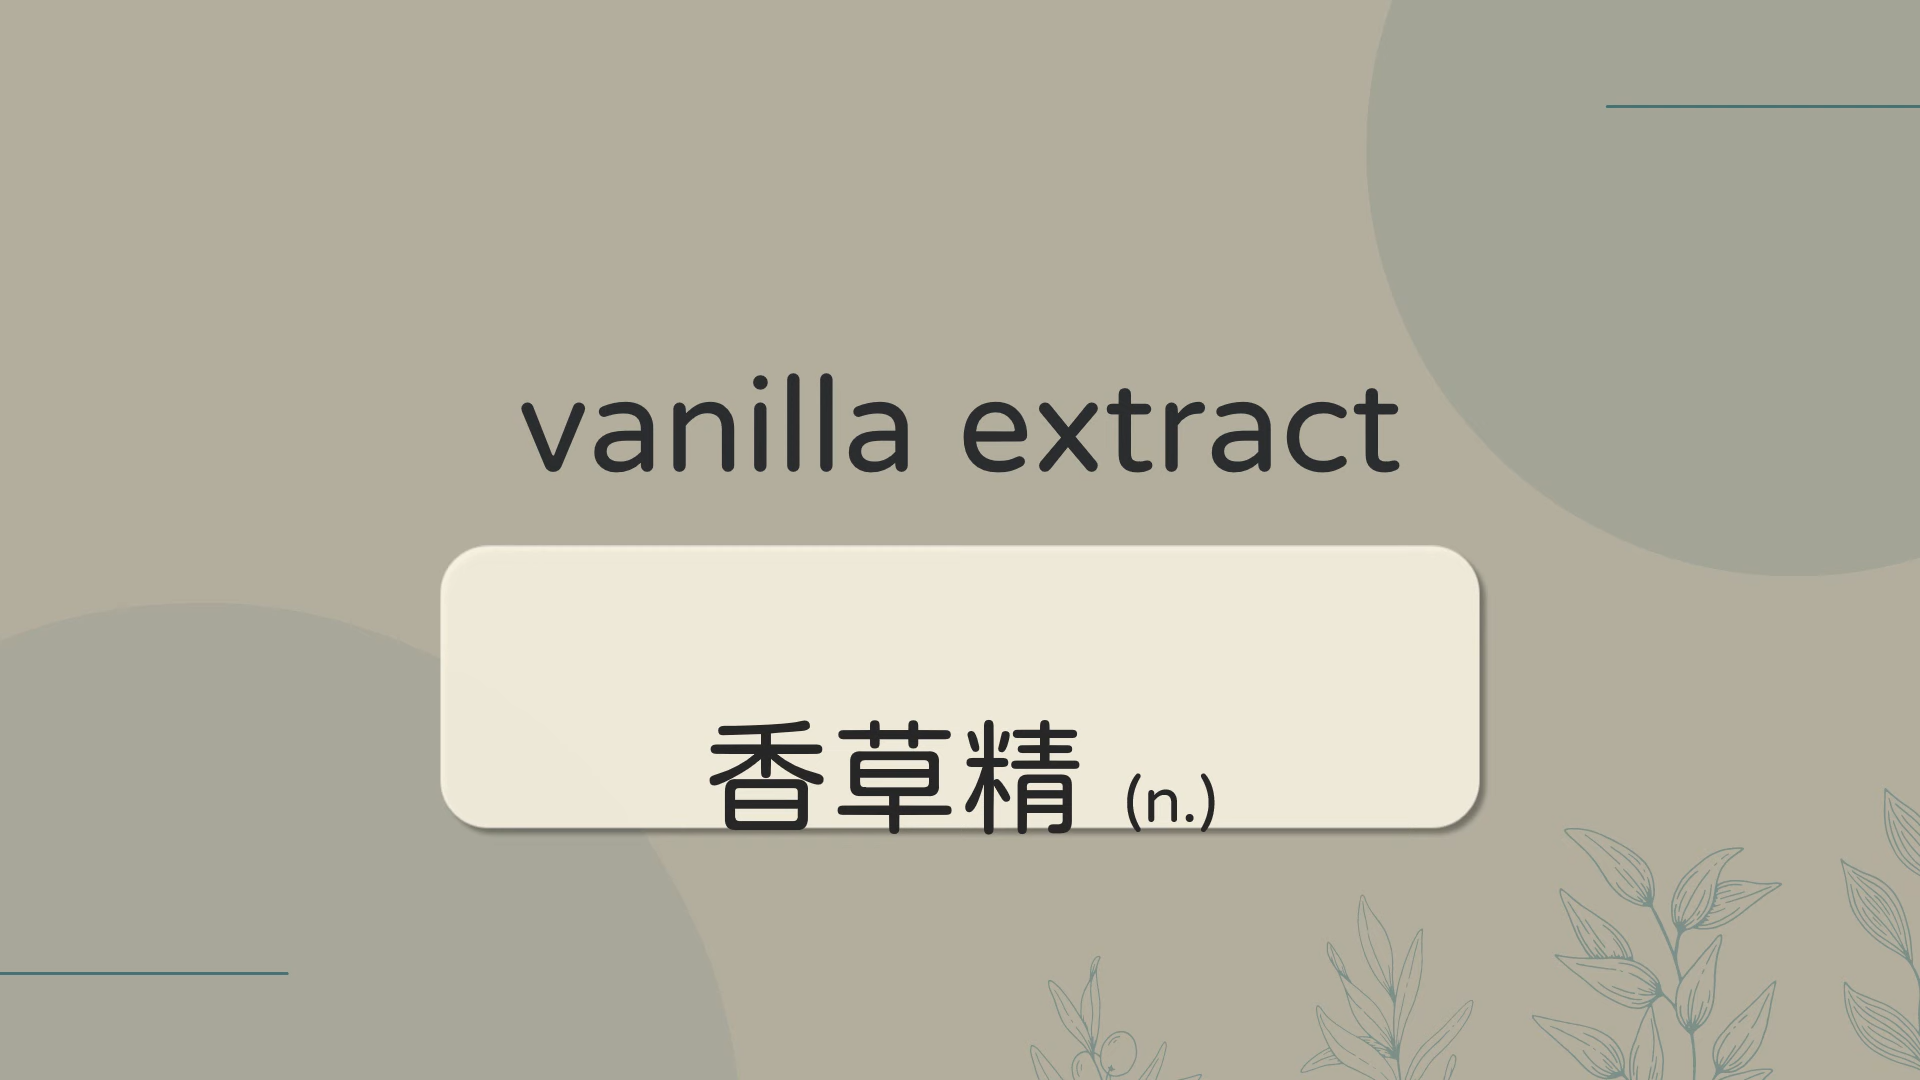 vanilla extract
香草精 (n.)